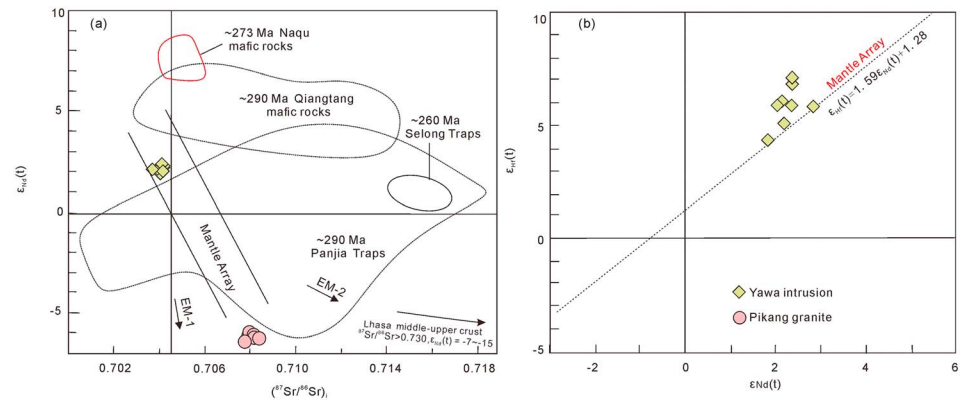 (a)
~273 Ma Naqu
mafic rocks
~290 Ma Qiangtang
mafic rocks
~260 Ma
Selong Traps
Mantle Array
~290 Ma
Panjia Traps
EM-1
EM-2
Lhasa middle-upper crust
⁸⁷Sr/⁸⁶Sr>0.730,εNd(t) = -7~-15
10
5
0
-5
εNd(t)
0.702
0.706
0.710
0.714
0.718
(⁸⁷Sr/⁸⁶Sr)i
(b)
Mantle Array
εHf(t)=1.59εNd(t)+1.28
Yawa intrusion
Pikang granite
10
5
0
-5
εHf(t)
-2
0
2
4
6
εNd(t)